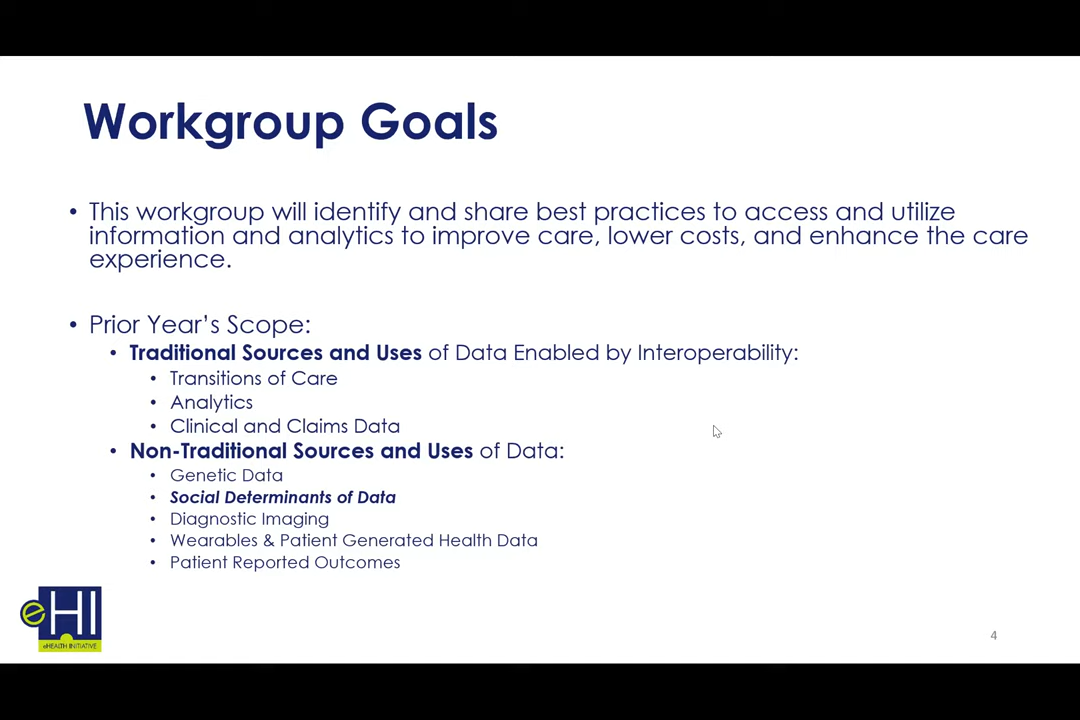 Workgroup Goals
• This workgroup will identify and share best practices to access and utilize
information and analytics to improve care, lower costs, and enhance the care
experience.
• Prior Year's Scope:
• Traditional Sources and Uses of Data Enabled by Interoperability:
• Transitions of Care
• Analytics
• Clinical and Claims Data
• Non-Traditional Sources and Uses of Data:
• Genetic Data
• Social Determinants of Data
• Diagnostic Imaging
• Wearables & Patient Generated Health Data
• Patient Reported Outcomes
eHI
eHEALTH INITIATIVE
4